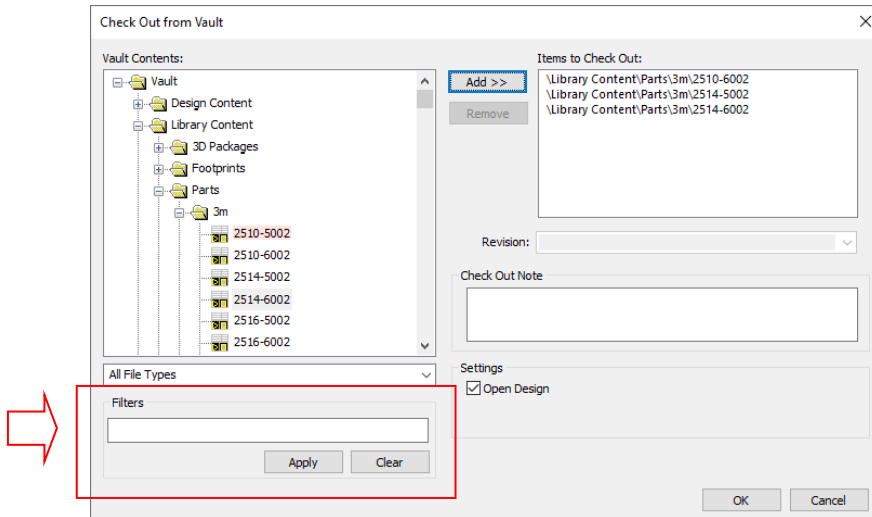 Check Out from Vault
Vault Contents:
Vault
Design Content
Library Content
3D Packages
Footprints
Parts
3m
2510-5002
2510-6002
2514-5002
2514-6002
2516-5002
2516-6002
All File Types
Filters
Apply Clear
Add >>
Remove
Items to Check Out:
\Library Content\Parts\3m\2510-6002
\Library Content\Parts\3m\2514-5002
\Library Content\Parts\3m\2514-6002
Revision:
Check Out Note
Settings
Open Design
OK Cancel